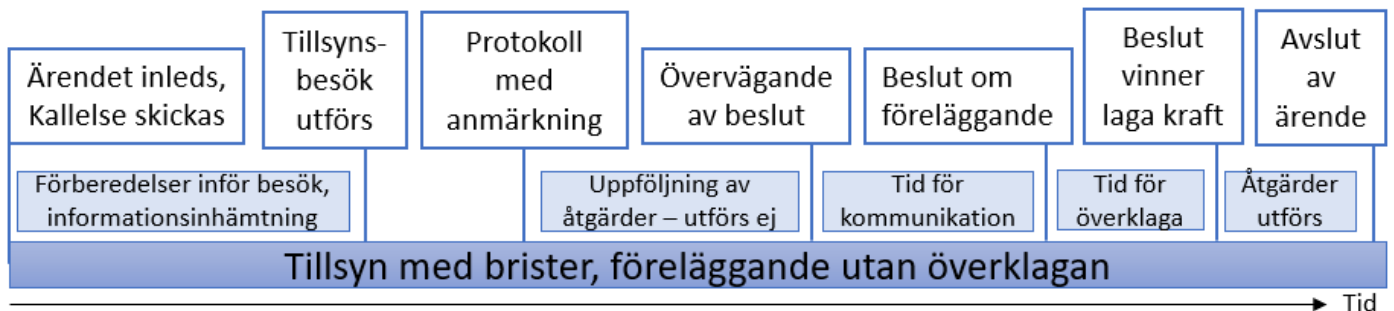 Ärendet inleds,
Kallelse skickas
Tillsyns-
besök
utförs
Protokoll
med
anmärkning
Övervägande
av beslut
Beslut om
föreläggande
Beslut
vinner
laga kraft
Avslut
av
ärende
Förberedelser inför besök,
informationsinhämtning
Uppföljning av
åtgärder – utförs ej
Tid för
kommunikation
Tid för
överklaga
Åtgärder
utförs
Tillsyn med brister, föreläggande utan överklagan
Tid